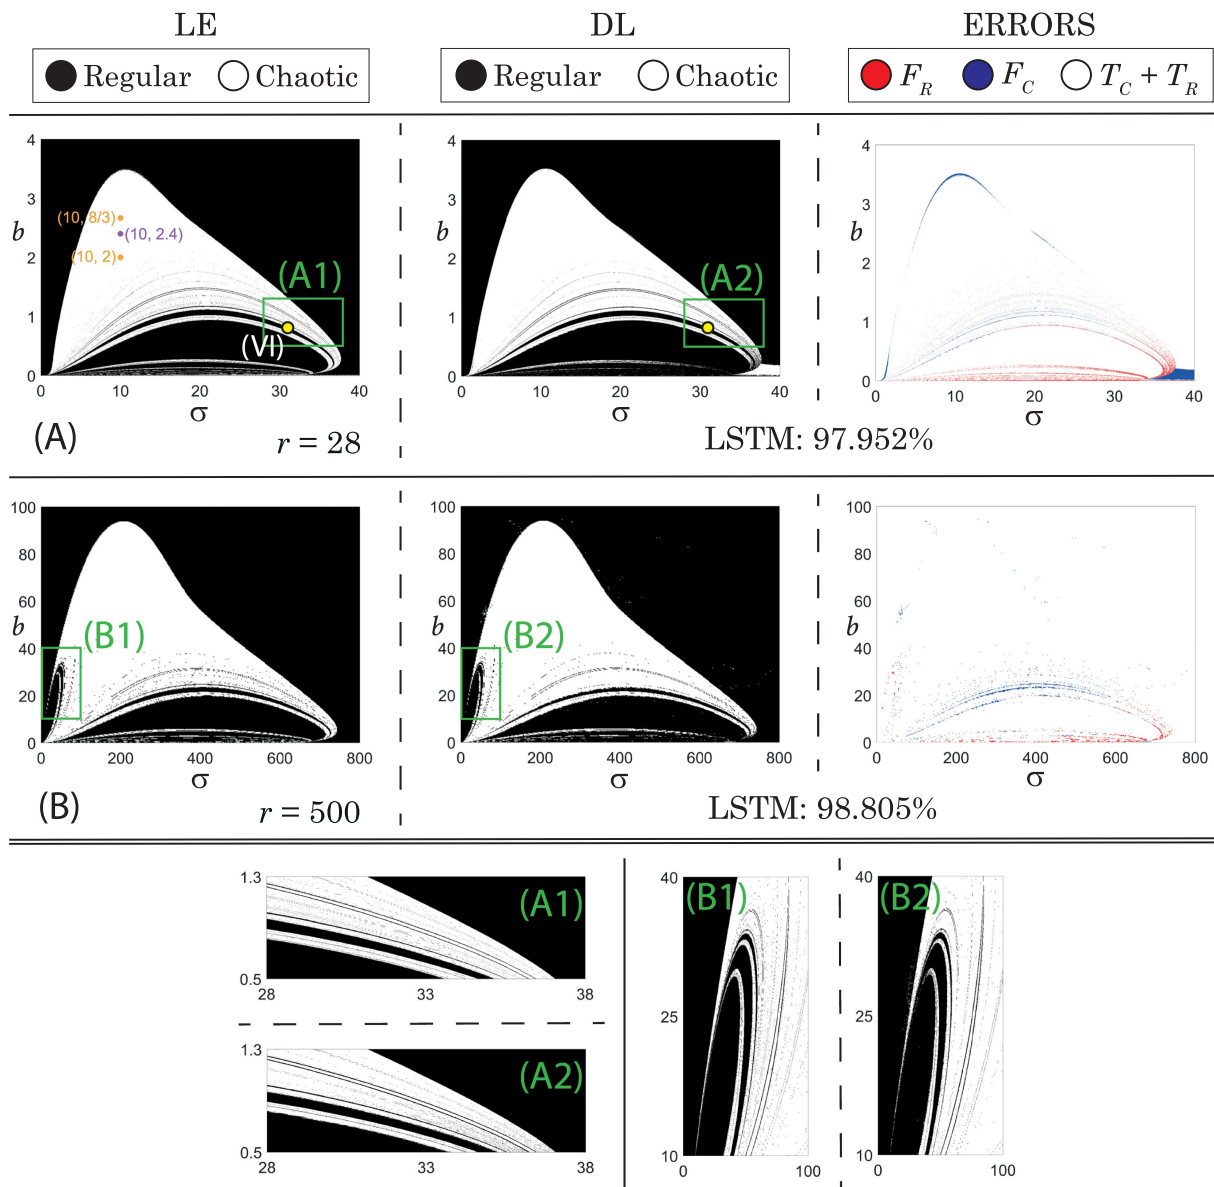 LE
DL
ERRORS
Regular Chaotic
Regular Chaotic
F_R F_C T_C + T_R
4
3
2
1
0
b
0 10 20 30 40
σ
(10, 8/3)
(10, 2.4)
(10, 2)
(A1)
(VI)
4
3
2
1
0
b
0 10 20 30 40
σ
(A2)
4
3
2
1
0
b
0 10 20 30 40
σ
(A)
r = 28
LSTM: 97.952%
100
80
60
40
20
0
b
0 200 400 600 800
σ
(B1)
100
80
60
40
20
0
b
0 200 400 600 800
σ
(B2)
100
80
60
40
20
0
b
0 200 400 600 800
σ
(B)
r = 500
LSTM: 98.805%
1.3
0.5
28 33 38
(A1)
1.3
0.5
28 33 38
(A2)
40
25
10
0 100
(B1)
40
25
10
0 100
(B2)